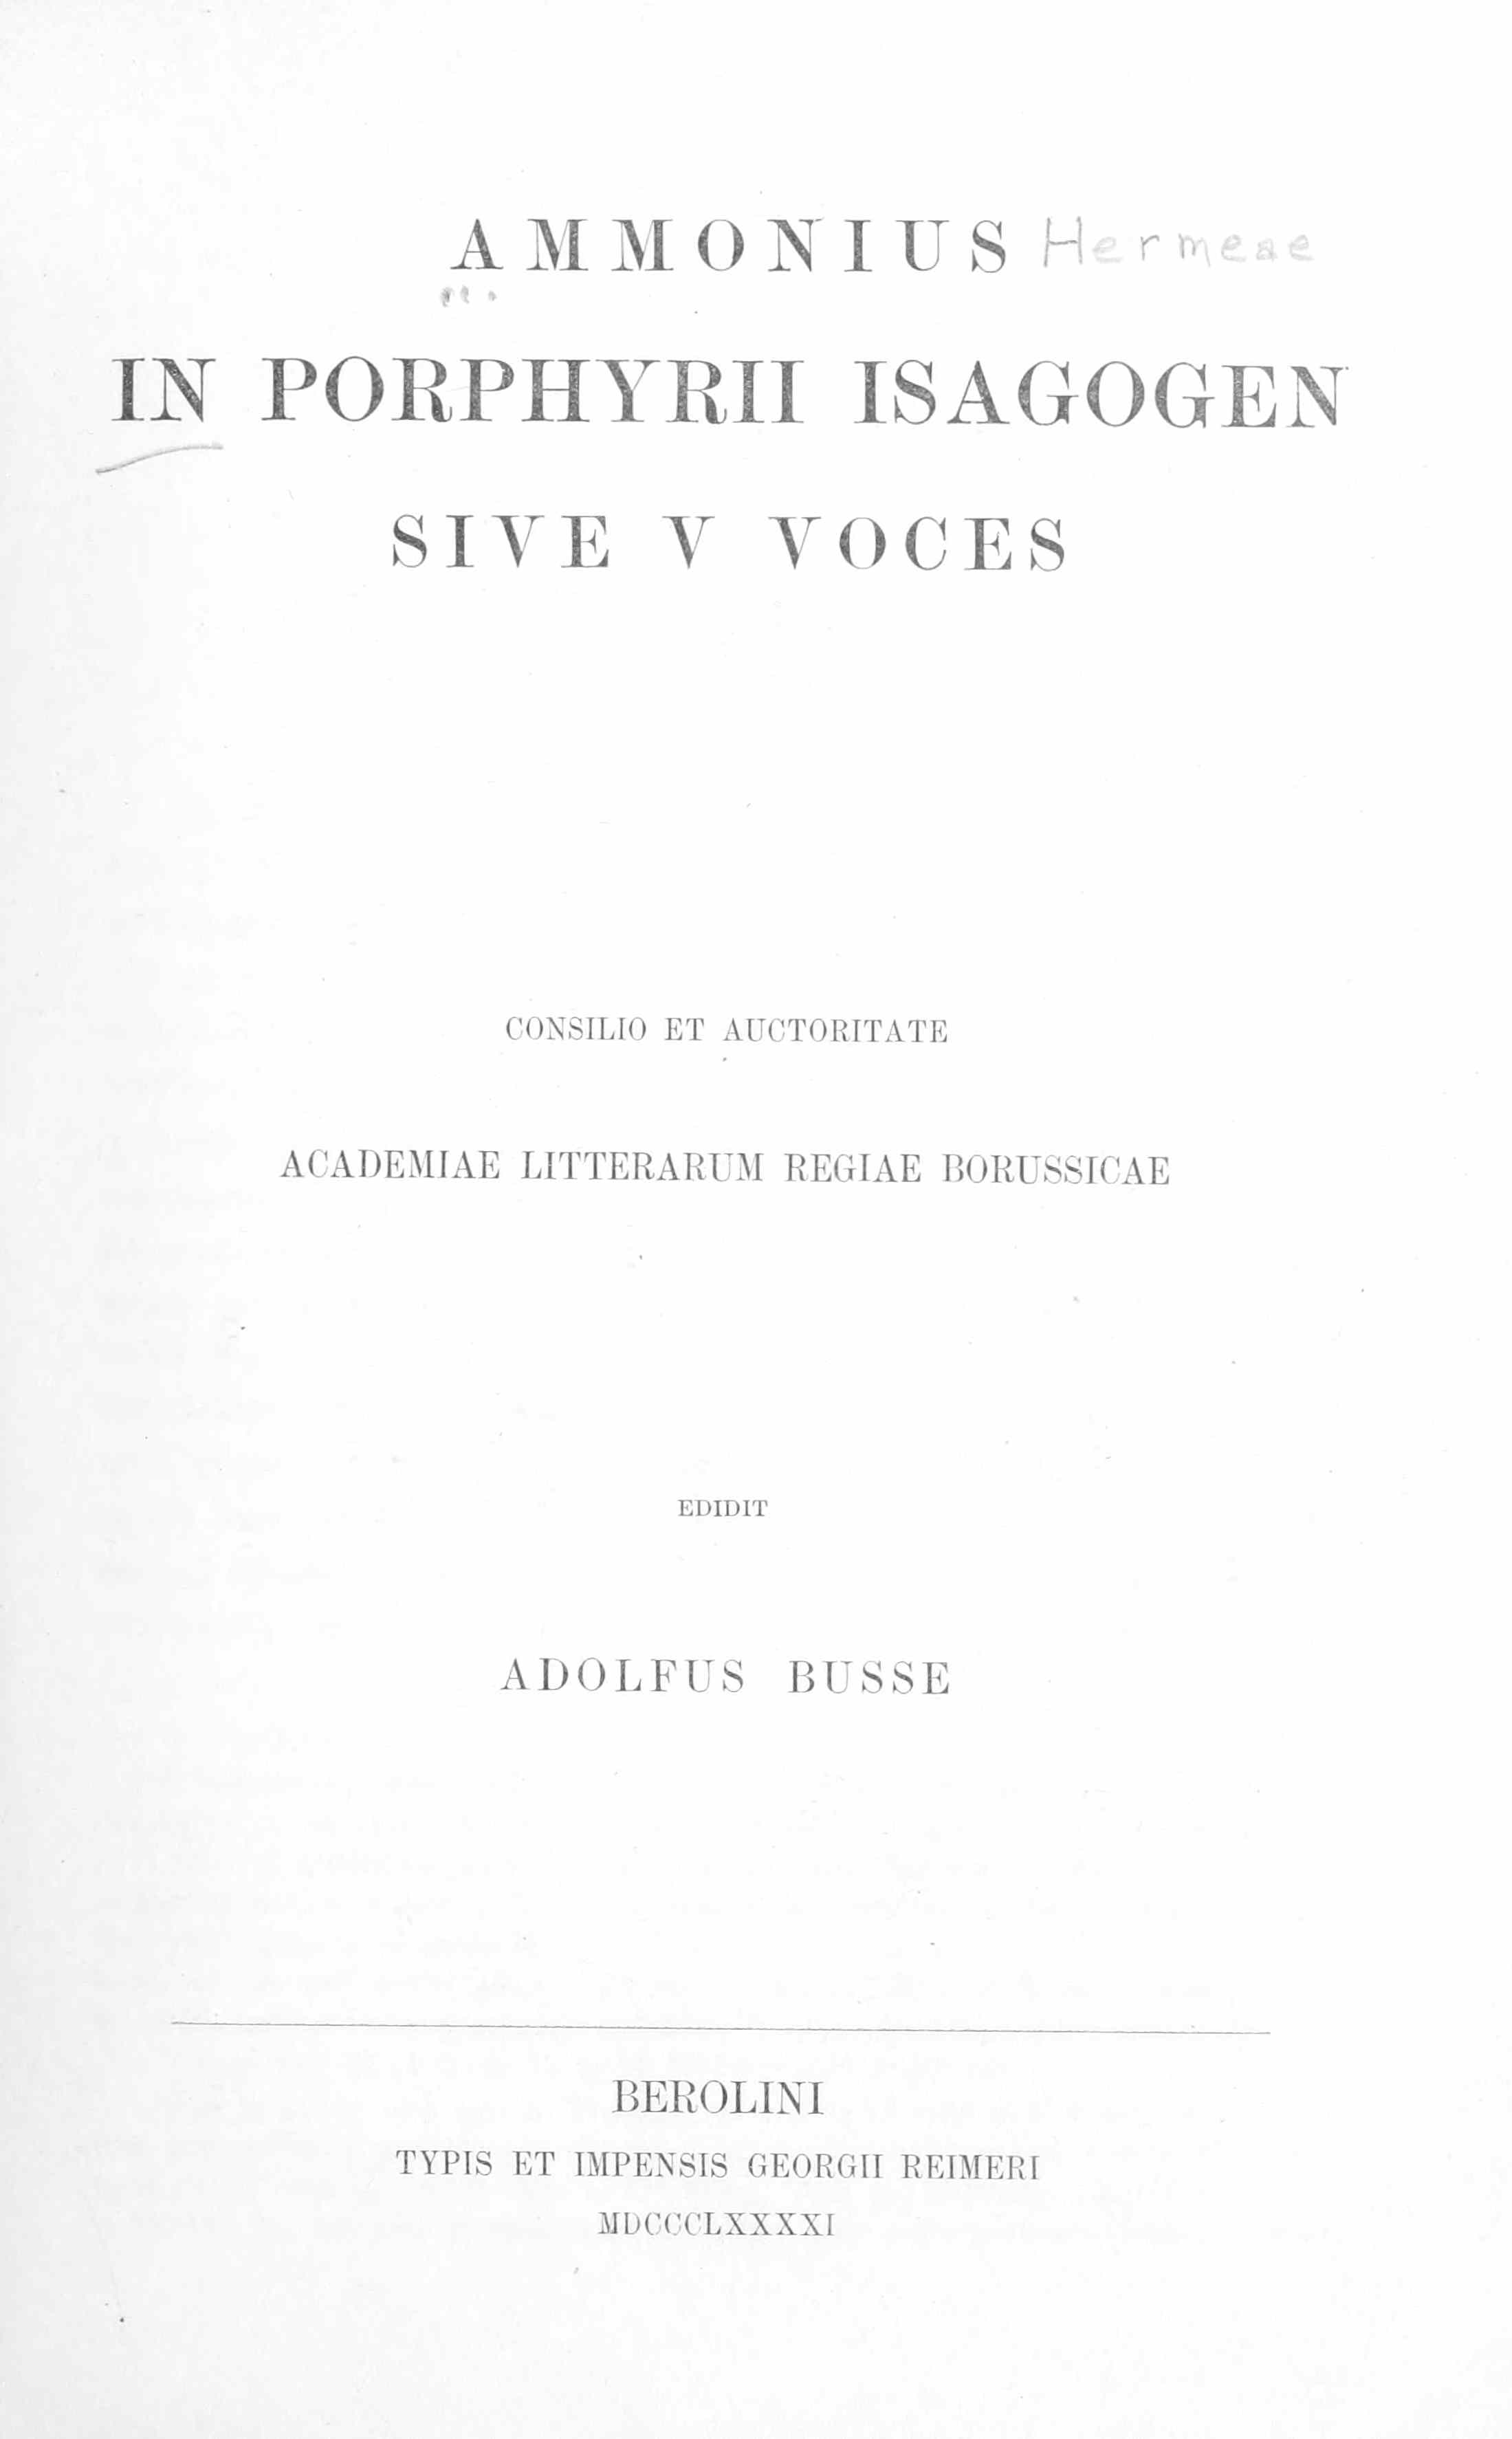 AMMONIUS Hermeae
IN PORPHYRII ISAGOGEN
SIVE V VOCES
CONSILIO ET AUCTORITATE
ACADEMIAE LITTERARUM REGIAE BORUSSICAE
EDIDIT
ADOLFUS BUSSE
BEROLINI
TYPIS ET IMPENSIS GEORGII REIMERI
MDCCCLXXXXI